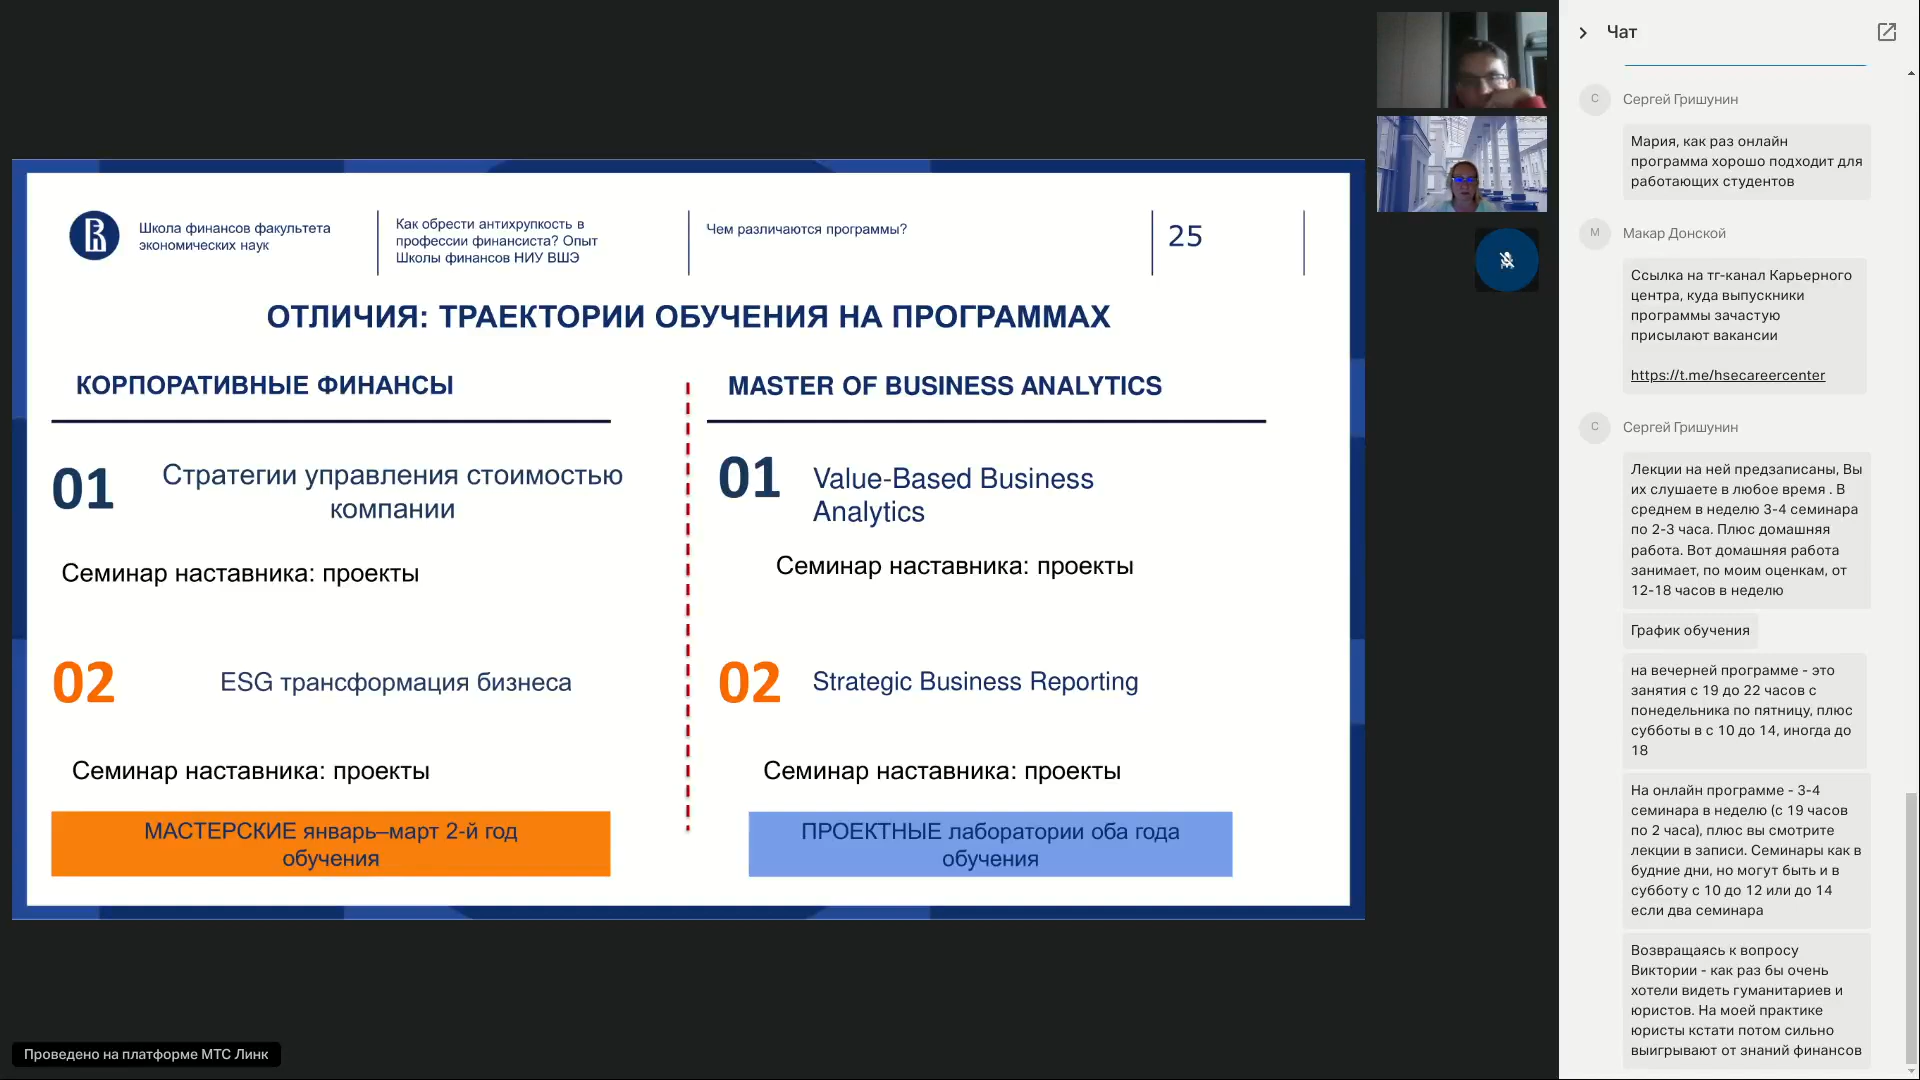 Школа финансов факультета
экономических наук
Как обрести антихрупкость в
профессии финансиста? Опыт
Школы финансов НИУ ВШЭ
Чем различаются программы?
25
ОТЛИЧИЯ: ТРАЕКТОРИИ ОБУЧЕНИЯ НА ПРОГРАММАХ
КОРПОРАТИВНЫЕ ФИНАНСЫ
01
Стратегии управления стоимостью
компании
Семинар наставника: проекты
02
ESG трансформация бизнеса
Семинар наставника: проекты
МАСТЕРСКИЕ январь–март 2-й год
обучения
MASTER OF BUSINESS ANALYTICS
01
Value-Based Business
Analytics
Семинар наставника: проекты
02
Strategic Business Reporting
Семинар наставника: проекты
ПРОЕКТНЫЕ лаборатории оба года
обучения
Проведено на платформе МТС Линк
Чат
С
Сергей Гришунин
Мария, как раз онлайн
программа хорошо подходит для
работающих студентов
М
Макар Донской
Ссылка на тг-канал Карьерного
центра, куда выпускники
программы зачастую
присылают вакансии
https://t.me/hsecareercenter
С
Сергей Гришунин
Лекции на ней предзаписаны, Вы
их слушаете в любое время . В
среднем в неделю 3-4 семинара
по 2-3 часа. Плюс домашняя
работа. Вот домашняя работа
занимает, по моим оценкам, от
12-18 часов в неделю
График обучения
на вечерней программе - это
занятия с 19 до 22 часов с
понедельника по пятницу, плюс
субботы в с 10 до 14, иногда до
18
На онлайн программе - 3-4
семинара в неделю (с 19 часов
по 2 часа), плюс вы смотрите
лекции в записи. Семинары как в
будние дни, но могут быть и в
субботу с 10 до 12 или до 14
если два семинара
Возвращаясь к вопросу
Виктории - как раз бы очень
хотели видеть гуманитариев и
юристов. На моей практике
юристы кстати потом сильно
выигрывают от знаний финансов